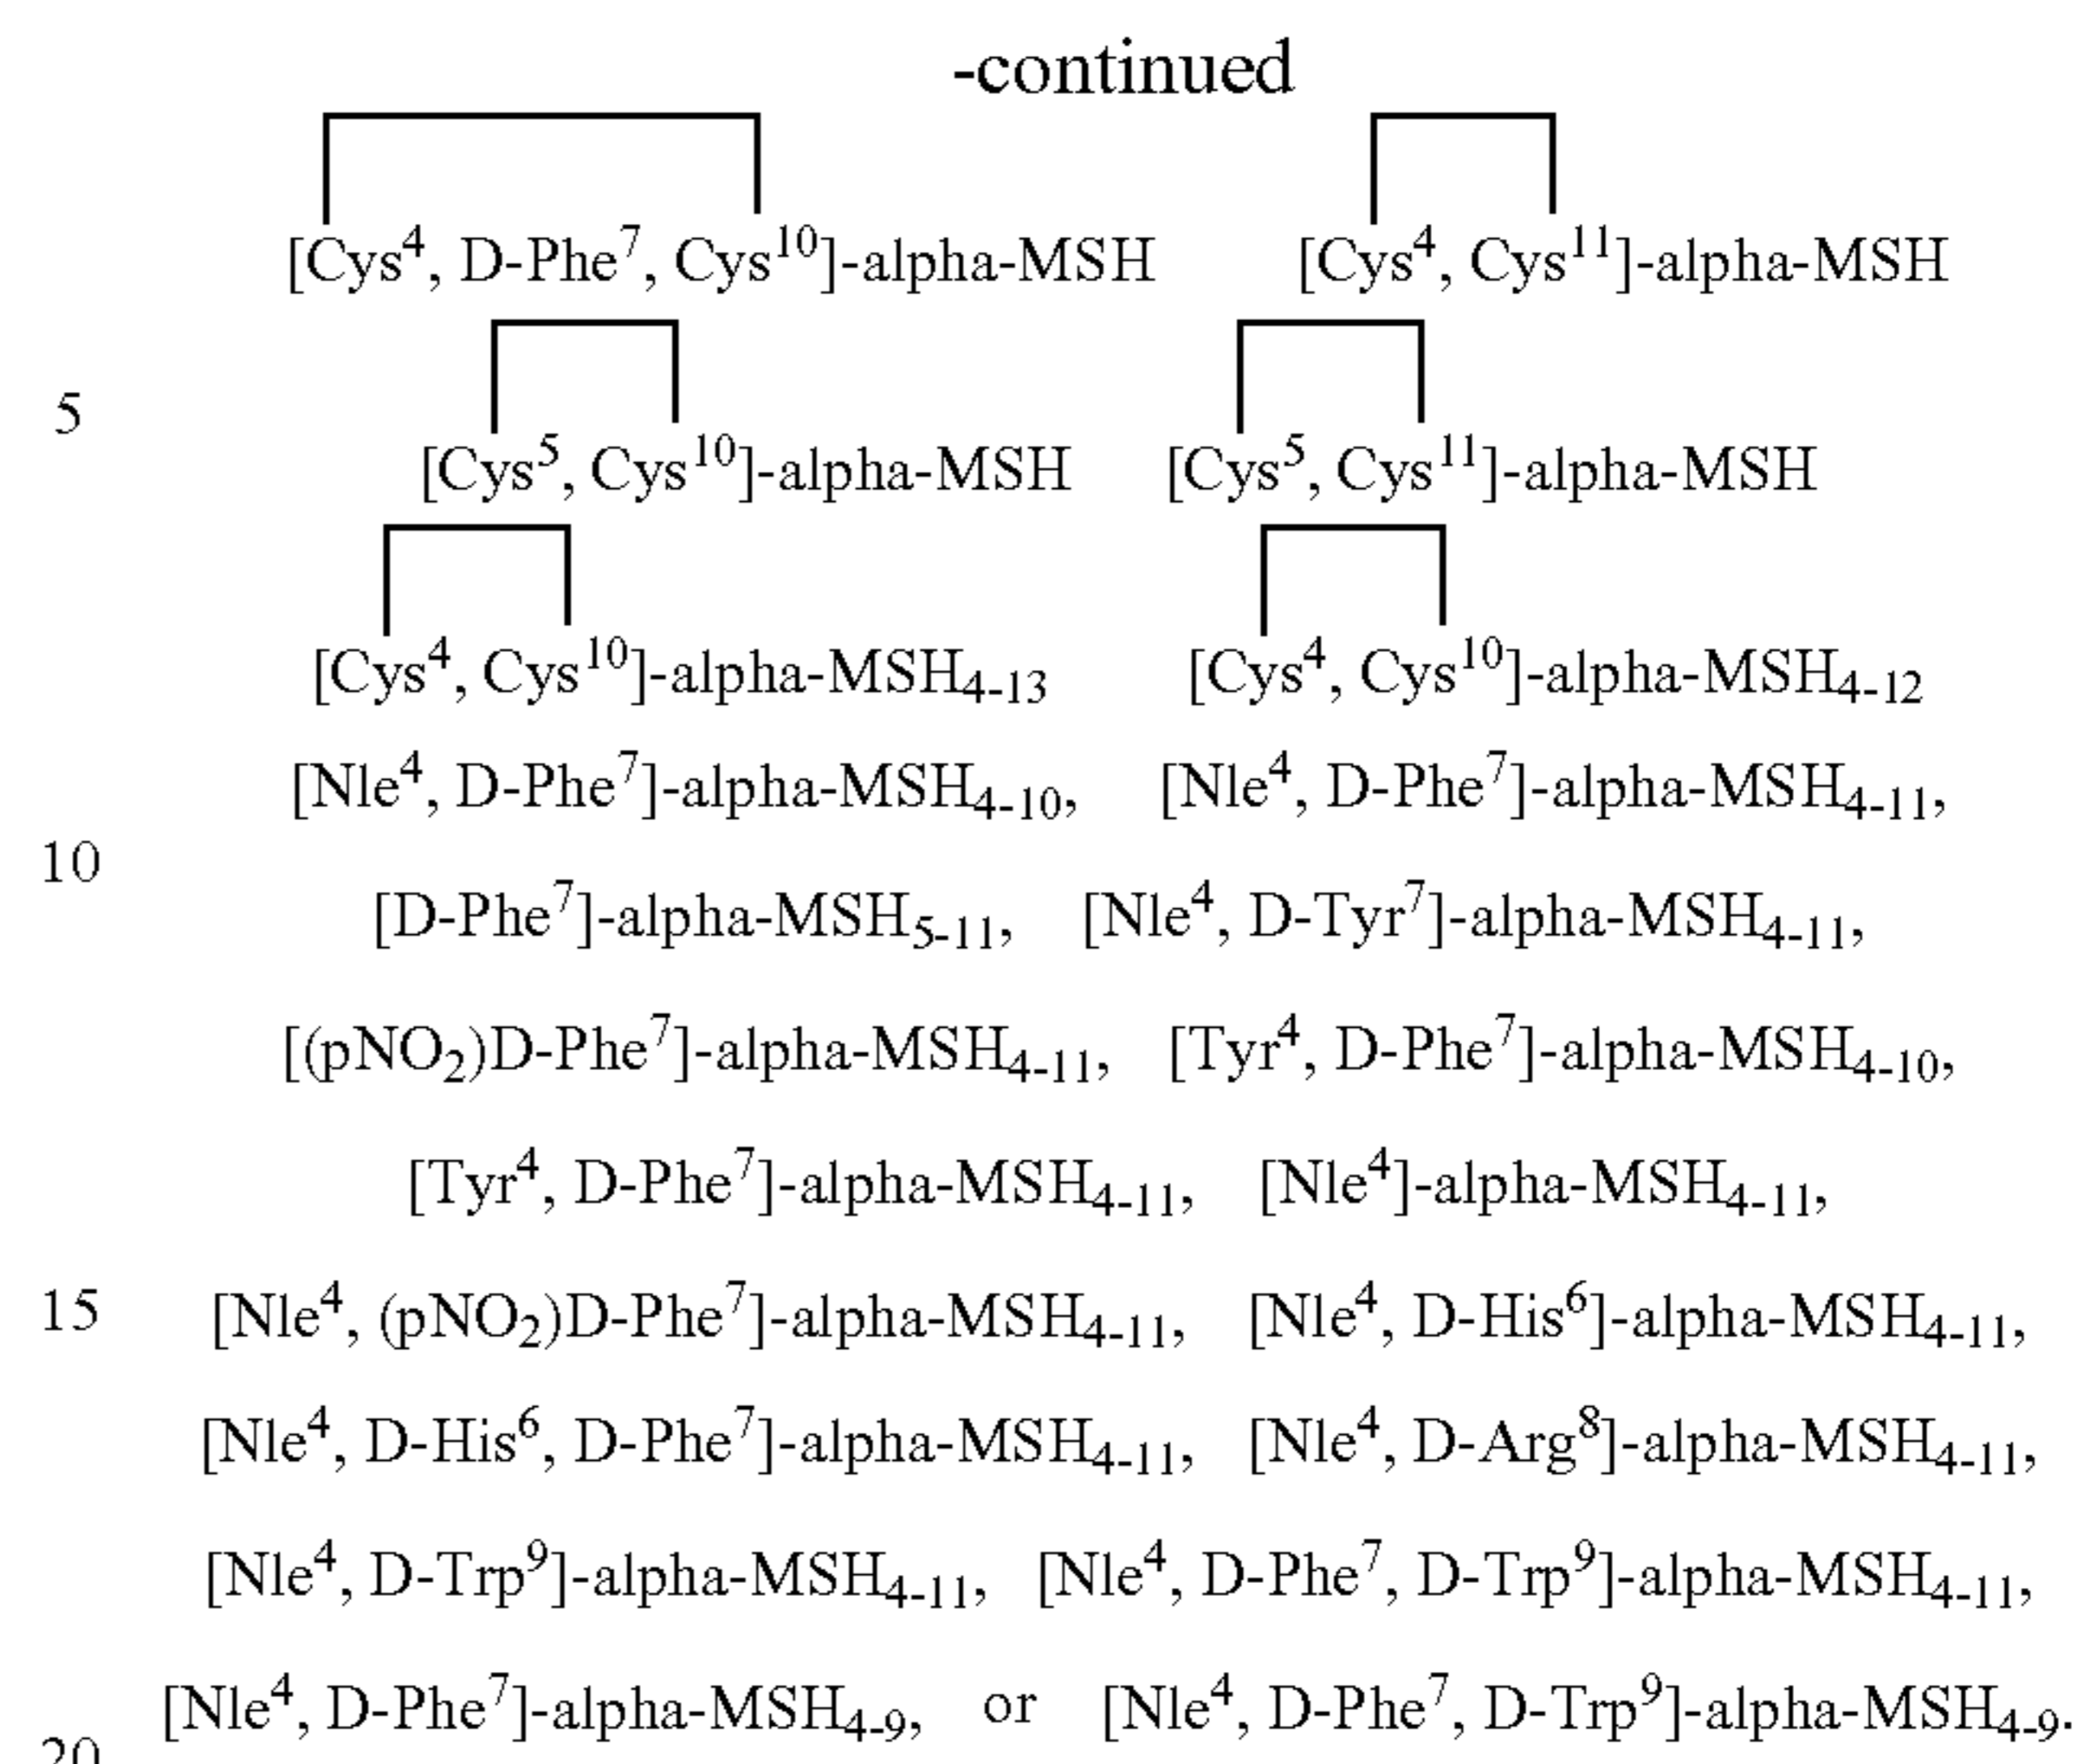 -continued
[Cys⁴, D-Phe⁷, Cys¹⁰]-alpha-MSH [Cys⁴, Cys¹¹]-alpha-MSH
5
[Cys⁵, Cys¹⁰]-alpha-MSH [Cys⁵, Cys¹¹]-alpha-MSH
[Cys⁴, Cys¹⁰]-alpha-MSH₄₋₁₃ [Cys⁴, Cys¹⁰]-alpha-MSH₄₋₁₂
[Nle⁴, D-Phe⁷]-alpha-MSH₄₋₁₀, [Nle⁴, D-Phe⁷]-alpha-MSH₄₋₁₁,
10
[D-Phe⁷]-alpha-MSH₅₋₁₁, [Nle⁴, D-Tyr⁷]-alpha-MSH₄₋₁₁,
[(pNO₂)D-Phe⁷]-alpha-MSH₄₋₁₁, [Tyr⁴, D-Phe⁷]-alpha-MSH₄₋₁₀,
[Tyr⁴, D-Phe⁷]-alpha-MSH₄₋₁₁, [Nle⁴]-alpha-MSH₄₋₁₁,
15 [Nle⁴, (pNO₂)D-Phe⁷]-alpha-MSH₄₋₁₁, [Nle⁴, D-His⁶]-alpha-MSH₄₋₁₁,
[Nle⁴, D-His⁶, D-Phe⁷]-alpha-MSH₄₋₁₁, [Nle⁴, D-Arg⁸]-alpha-MSH₄₋₁₁,
[Nle⁴, D-Trp⁹]-alpha-MSH₄₋₁₁, [Nle⁴, D-Phe⁷, D-Trp⁹]-alpha-MSH₄₋₁₁,
[Nle⁴, D-Phe⁷]-alpha-MSH₄₋₉, or [Nle⁴, D-Phe⁷, D-Trp⁹]-alpha-MSH₄₋₉.
20